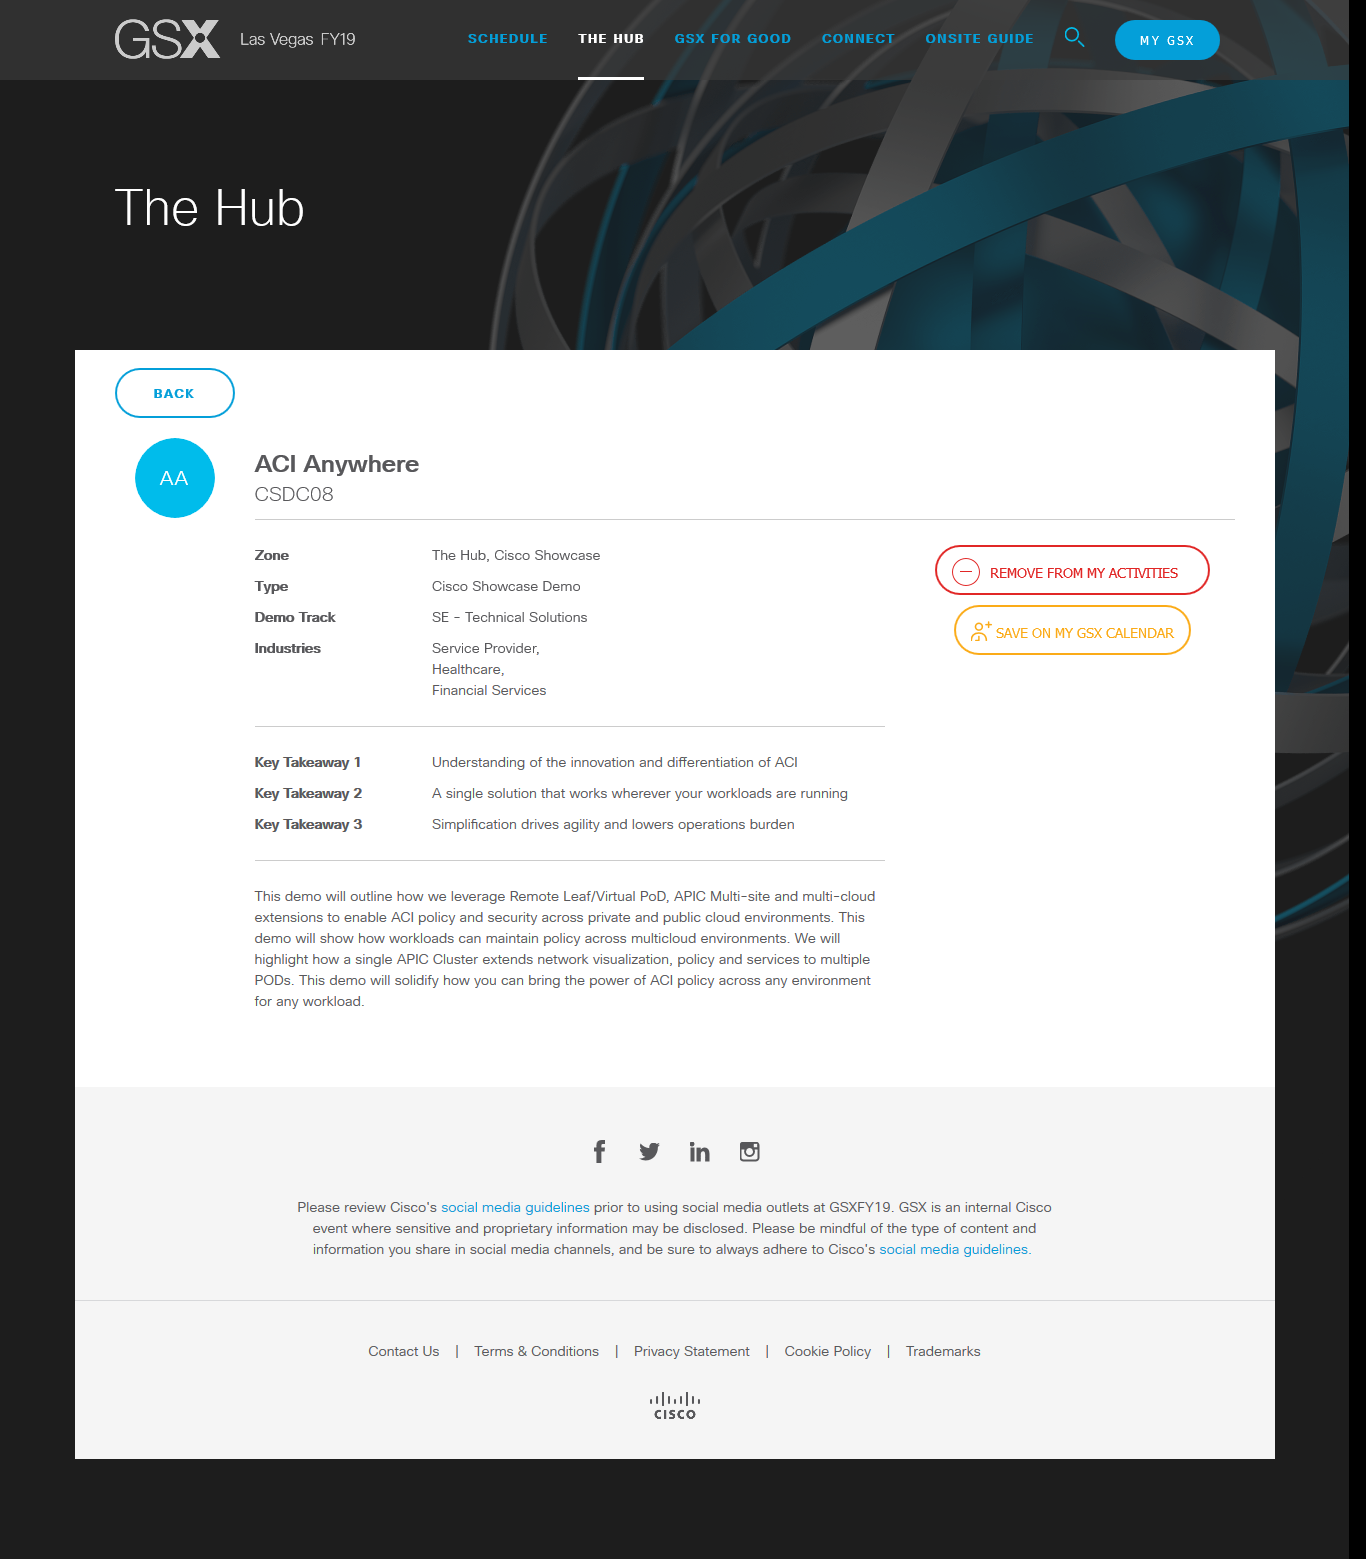 GSX Las Vegas FY19 SCHEDULE THE HUB GSX FOR GOOD CONNECT ONSITE GUIDE MY GSX
The Hub
BACK
AA
ACI Anywhere
CSDC08
Zone The Hub, Cisco Showcase
REMOVE FROM MY ACTIVITIES
Type Cisco Showcase Demo
Demo Track SE - Technical Solutions
SAVE ON MY GSX CALENDAR
Industries Service Provider,
Healthcare,
Financial Services
Key Takeaway 1 Understanding of the innovation and differentiation of ACI
Key Takeaway 2 A single solution that works wherever your workloads are running
Key Takeaway 3 Simplification drives agility and lowers operations burden
This demo will outline how we leverage Remote Leaf/Virtual PoD, APIC Multi-site and multi-cloud
extensions to enable ACI policy and security across private and public cloud environments. This
demo will show how workloads can maintain policy across multicloud environments. We will
highlight how a single APIC Cluster extends network visualization, policy and services to multiple
PODs. This demo will solidify how you can bring the power of ACI policy across any environment
for any workload.
Please review Cisco's social media guidelines prior to using social media outlets at GSXFY19. GSX is an internal Cisco
event where sensitive and proprietary information may be disclosed. Please be mindful of the type of content and
information you share in social media channels, and be sure to always adhere to Cisco's social media guidelines.
Contact Us | Terms & Conditions | Privacy Statement | Cookie Policy | Trademarks
CISCO